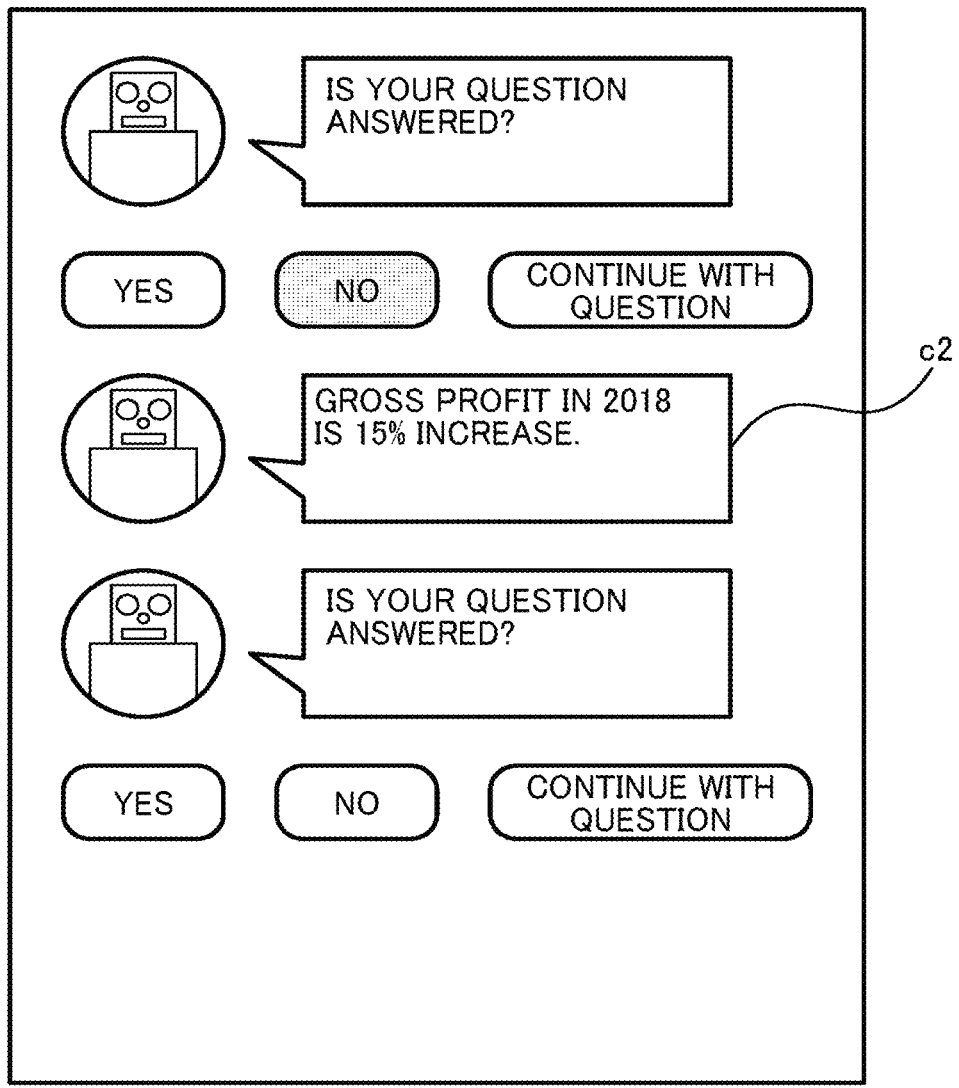 IS YOUR QUESTION
ANSWERED?
YES
NO
CONTINUE WITH
QUESTION
c2
GROSS PROFIT IN 2018
IS 15% INCREASE.
IS YOUR QUESTION
ANSWERED?
YES
NO
CONTINUE WITH
QUESTION